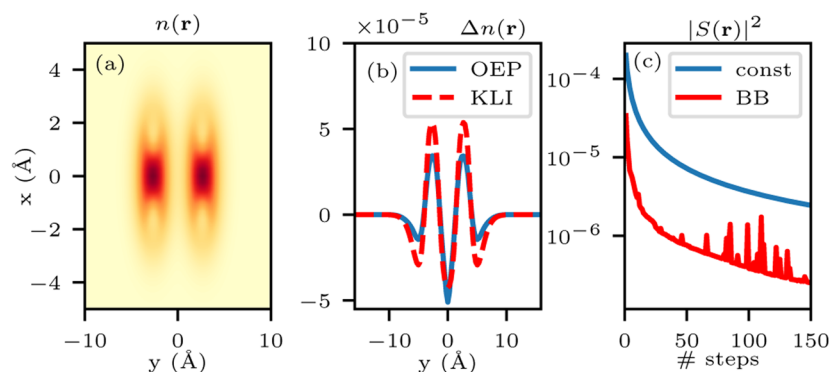 n(r)
(a)
4
2
0
−2
−4
x (Å)
−10
0
10
y (Å)
×10⁻⁵
Δn(r)
(b)
OEP
KLI
10
5
0
−5
−10
0
10
y (Å)
|S(r)|²
(c)
const
BB
10⁻⁴
10⁻⁵
10⁻⁶
0
50
100
150
# steps